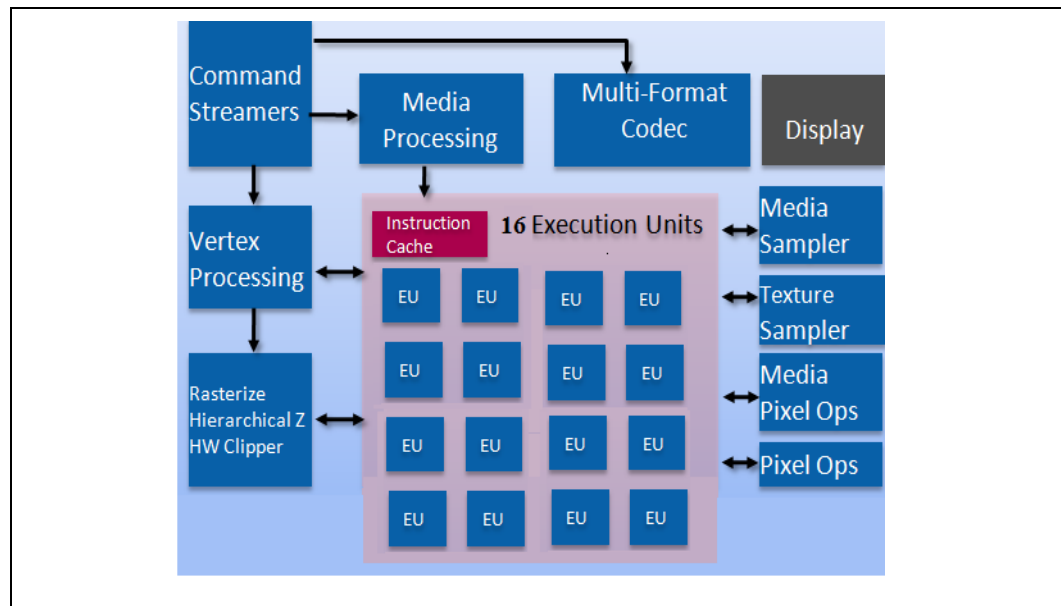 Command
Streamers
Media
Processing
Multi-Format
Codec
Display
Vertex
Processing
Instruction
Cache
16 Execution Units
Media
Sampler
EU EU EU EU
Texture
Sampler
EU EU EU EU
Rasterize
Hierarchical Z
HW Clipper
Media
Pixel Ops
EU EU EU EU
Pixel Ops
EU EU EU EU